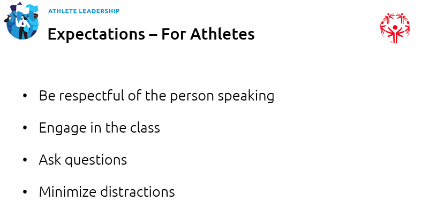 ATHLETE LEADERSHIP
Expectations – For Athletes
• Be respectful of the person speaking
• Engage in the class
• Ask questions
• Minimize distractions